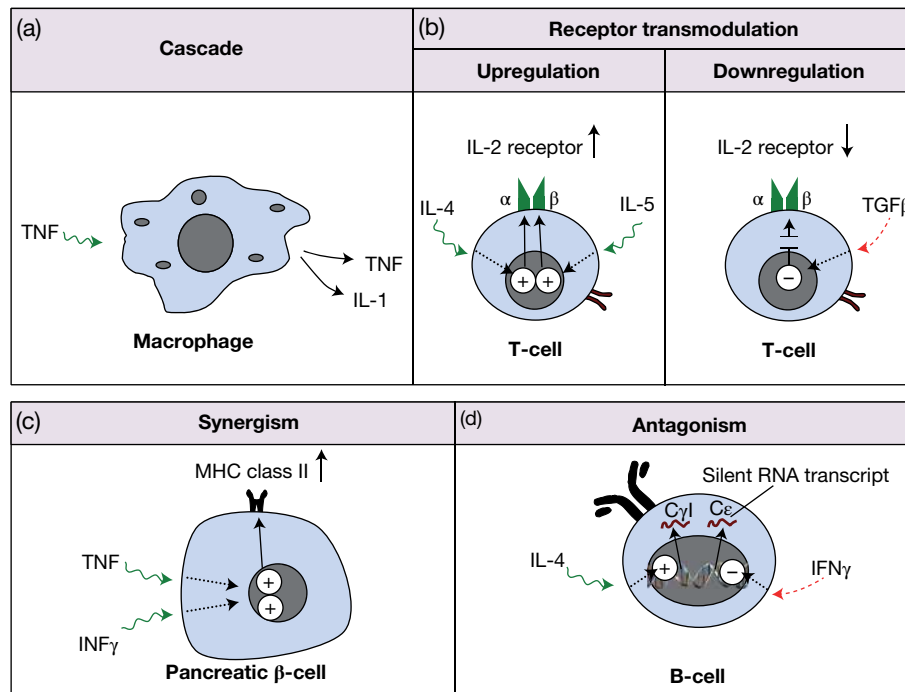 (a)
Cascade
TNF
TNF
IL-1
Macrophage
(b)
Receptor transmodulation
Upregulation
Downregulation
IL-2 receptor
α β
IL-4
IL-5
+ +
T-cell
IL-2 receptor
α β
TGFβ
−
T-cell
(c)
Synergism
MHC class II
TNF
INFγ
+
+
Pancreatic β-cell
(d)
Antagonism
Silent RNA transcript
CγI Cε
IL-4
+ −
IFNγ
B-cell